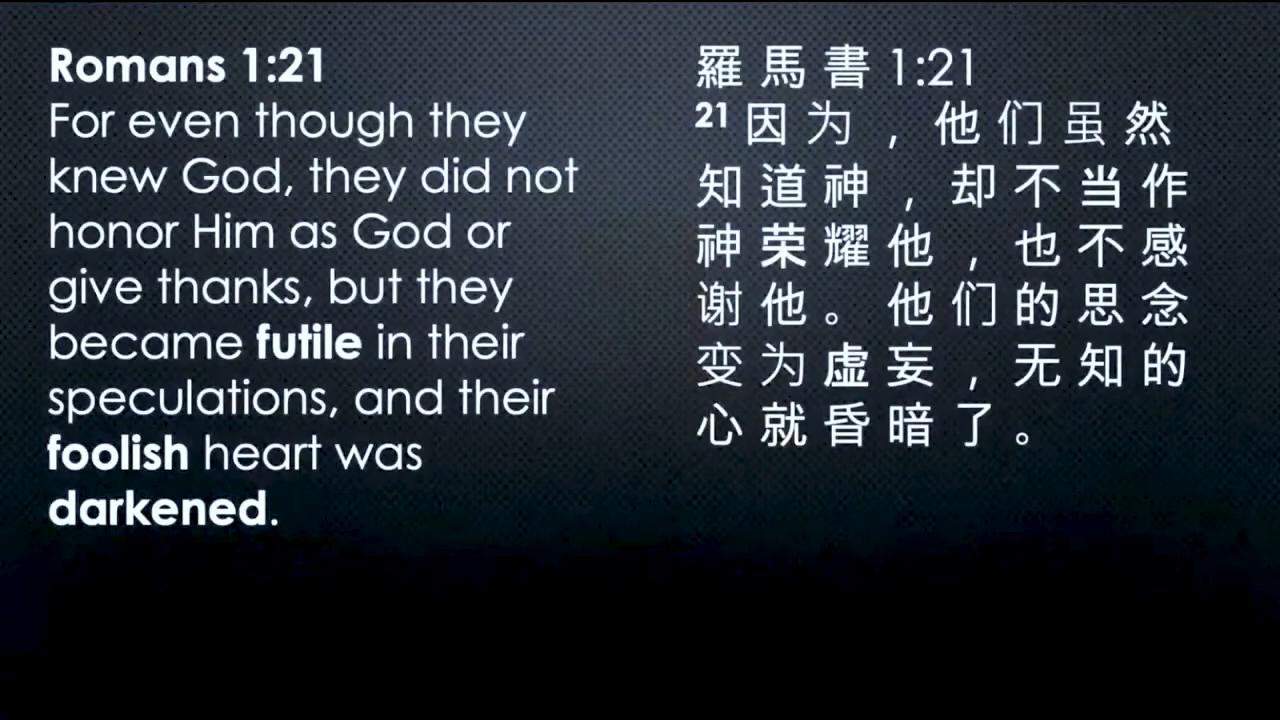 Romans 1:21
For even though they
knew God, they did not
honor Him as God or
give thanks, but they
became futile in their
speculations, and their
foolish heart was
darkened.
羅馬書 1:21
21 因为，他们虽然
知道神，却不当作
神荣耀他，也不感
谢他。他们的思念
变为虚妄，无知的
心就昏暗了。